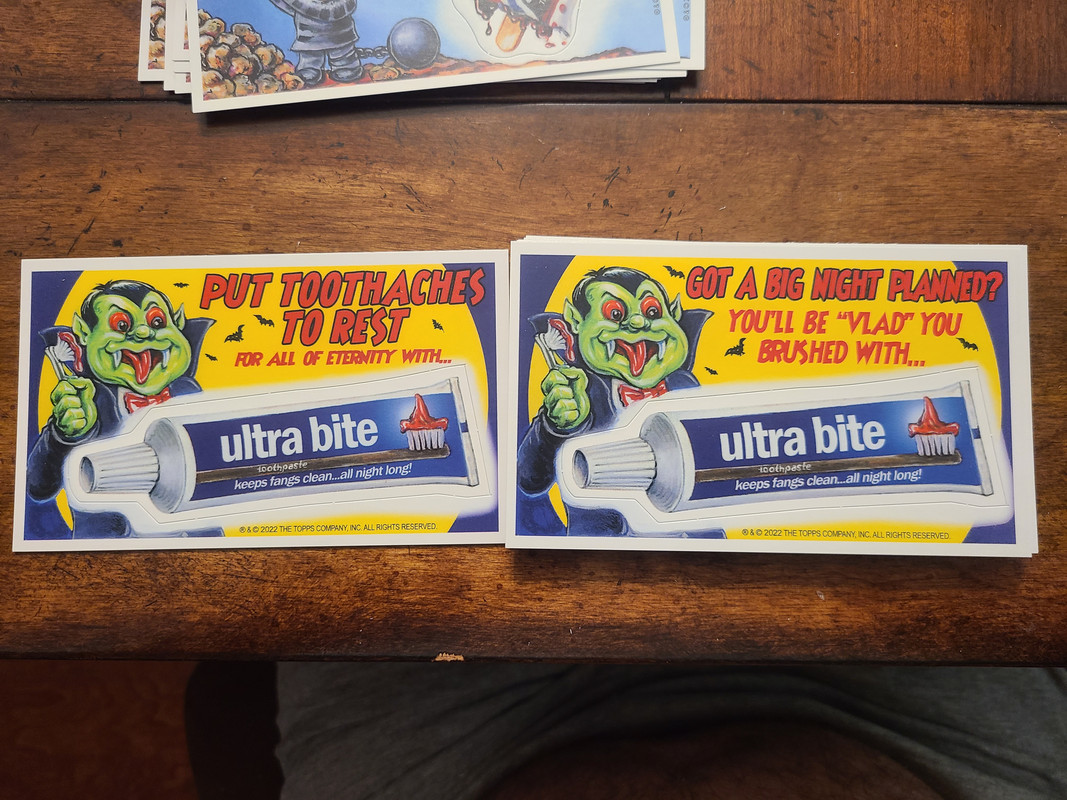 PUT TOOTHACHES
TO REST
FOR ALL OF ETERNITY WITH...
ultra bite
toothpaste
keeps fangs clean...all night long!
® & © 2022 THE TOPPS COMPANY, INC. ALL RIGHTS RESERVED.
GOT A BIG NIGHT PLANNED?
YOU'LL BE "VLAD" YOU
BRUSHED WITH...
ultra bite
toothpaste
keeps fangs clean...all night long!
® & © 2022 THE TOPPS COMPANY, INC. ALL RIGHTS RESERVED.